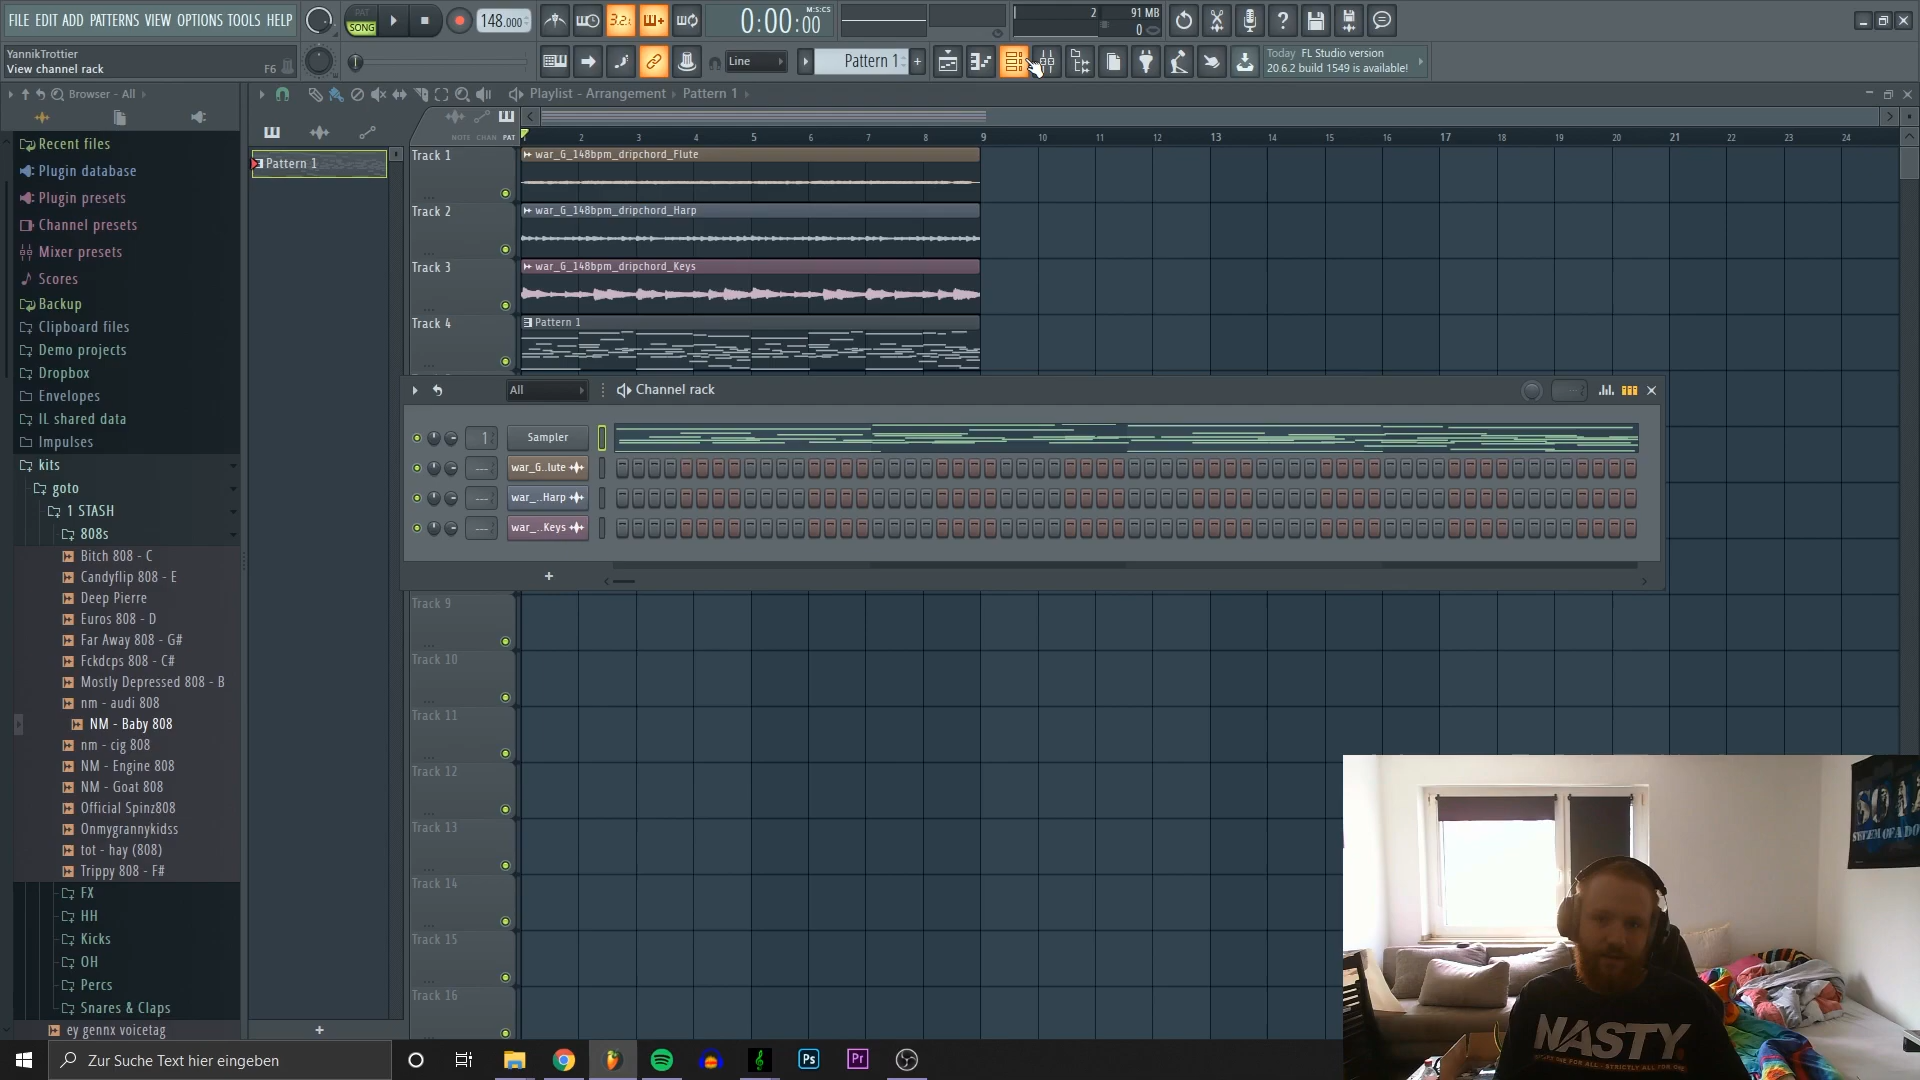 FILE EDIT ADD PATTERNS VIEW OPTIONS TOOLS HELP
PAT
SONG
148.000
3.2.
0:00:00
M:S:CS
2
91 MB
0
YannikTrottier
View channel rack
F6
Line
Pattern 1
+
Today FL Studio version
20.6.2 build 1549 is available!
Browser - All
Playlist - Arrangement
Pattern 1
NOTE CHAN PAT
2 3 4 5 6 7 8 9 10 11 12 13 14 15 16 17 18 19 20 21 22 23 24
Recent files
Plugin database
Plugin presets
Channel presets
Mixer presets
Scores
Backup
Clipboard files
Demo projects
Dropbox
Envelopes
IL shared data
Impulses
kits
goto
1 STASH
808s
Bitch 808 - C
Candyflip 808 - E
Deep Pierre
Euros 808 - D
Far Away 808 - G#
Fckdcps 808 - C#
Mostly Depressed 808 - B
nm - audi 808
NM - Baby 808
nm - cig 808
NM - Engine 808
NM - Goat 808
Official Spinz808
Onmygrannykidss
tot - hay (808)
Trippy 808 - F#
FX
HH
Kicks
OH
Percs
Snares & Claps
ey gennx voicetag
Pattern 1
+
Track 1
war_G_148bpm_dripchord_Flute
Track 2
war_G_148bpm_dripchord_Harp
Track 3
war_G_148bpm_dripchord_Keys
Track 4
Pattern 1
All
Channel rack
1
Sampler
---
war_G..lute
---
war_..Harp
---
war_..Keys
+
Track 9
Track 10
Track 11
Track 12
Track 13
Track 14
Track 15
Track 16
NASTY
Zur Suche Text hier eingeben
Ps
Pr